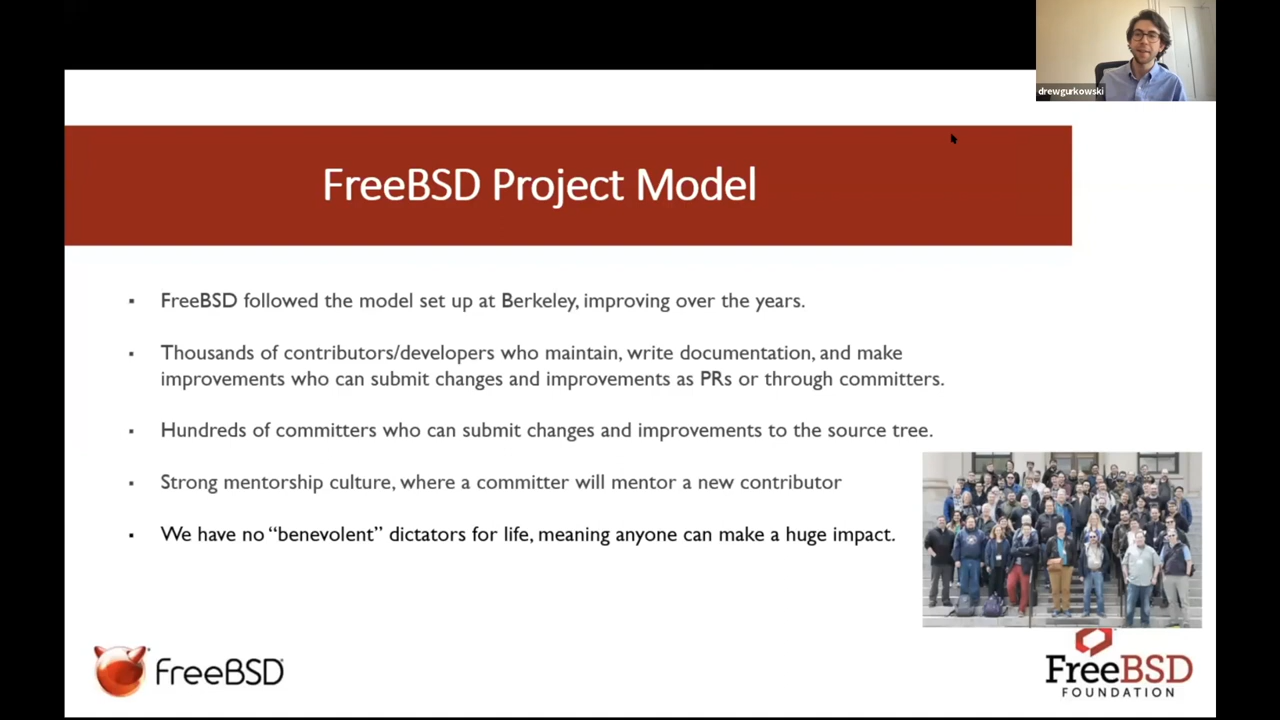 drewgurkowski
FreeBSD Project Model
▪ FreeBSD followed the model set up at Berkeley, improving over the years.
▪ Thousands of contributors/developers who maintain, write documentation, and make
improvements who can submit changes and improvements as PRs or through committers.
▪ Hundreds of committers who can submit changes and improvements to the source tree.
▪ Strong mentorship culture, where a committer will mentor a new contributor
▪ We have no “benevolent” dictators for life, meaning anyone can make a huge impact.
FreeBSD
FreeBSD
FOUNDATION